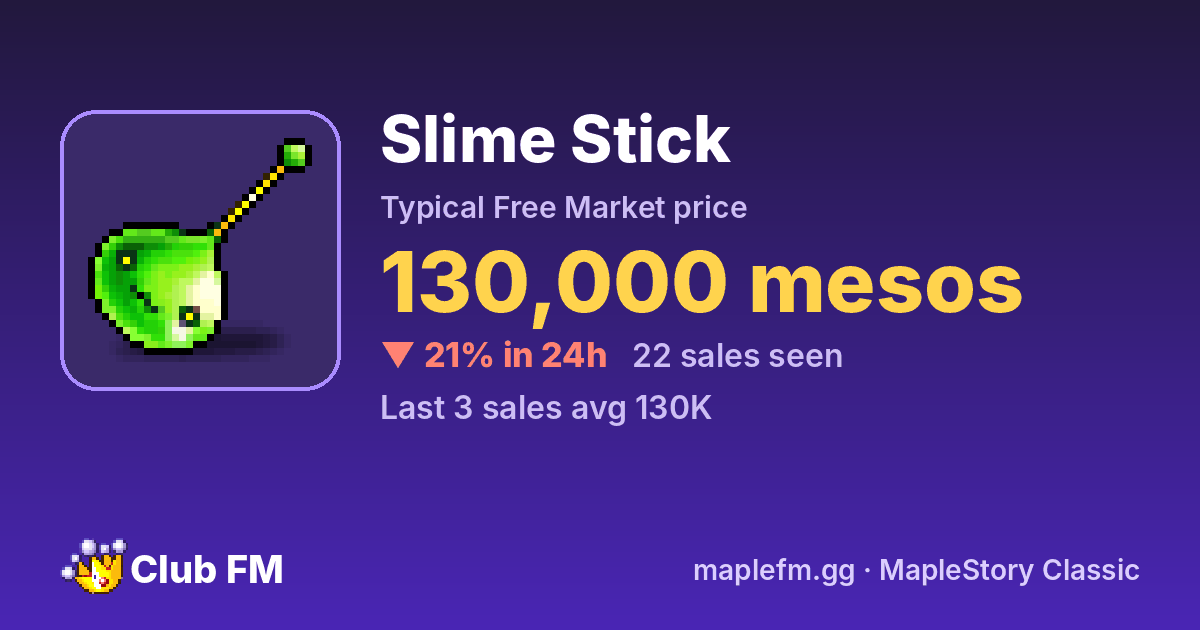 Slime Stick
Typical Free Market price
130,000 mesos
▼ 21% in 24h 22 sales seen
Last 3 sales avg 130K
Club FM
maplefm.gg · MapleStory Classic